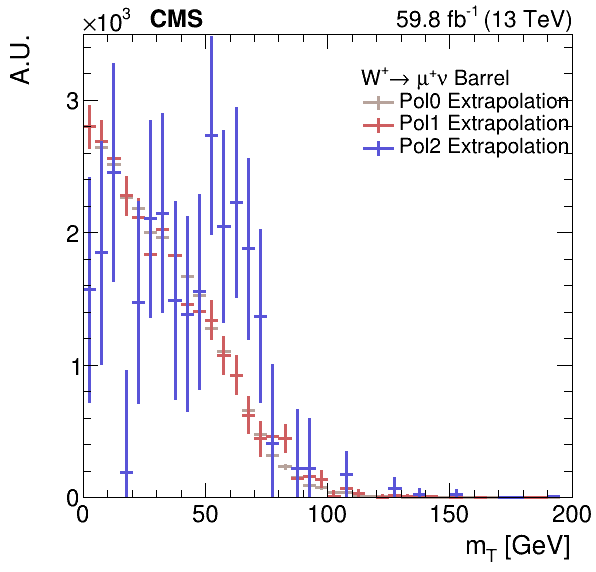 ×10³ CMS 59.8 fb⁻¹ (13 TeV)
A.U.
W⁺→ μ⁺ν Barrel
Pol0 Extrapolation
Pol1 Extrapolation
Pol2 Extrapolation
3
2
1
0
0 50 100 150 200
m_T [GeV]